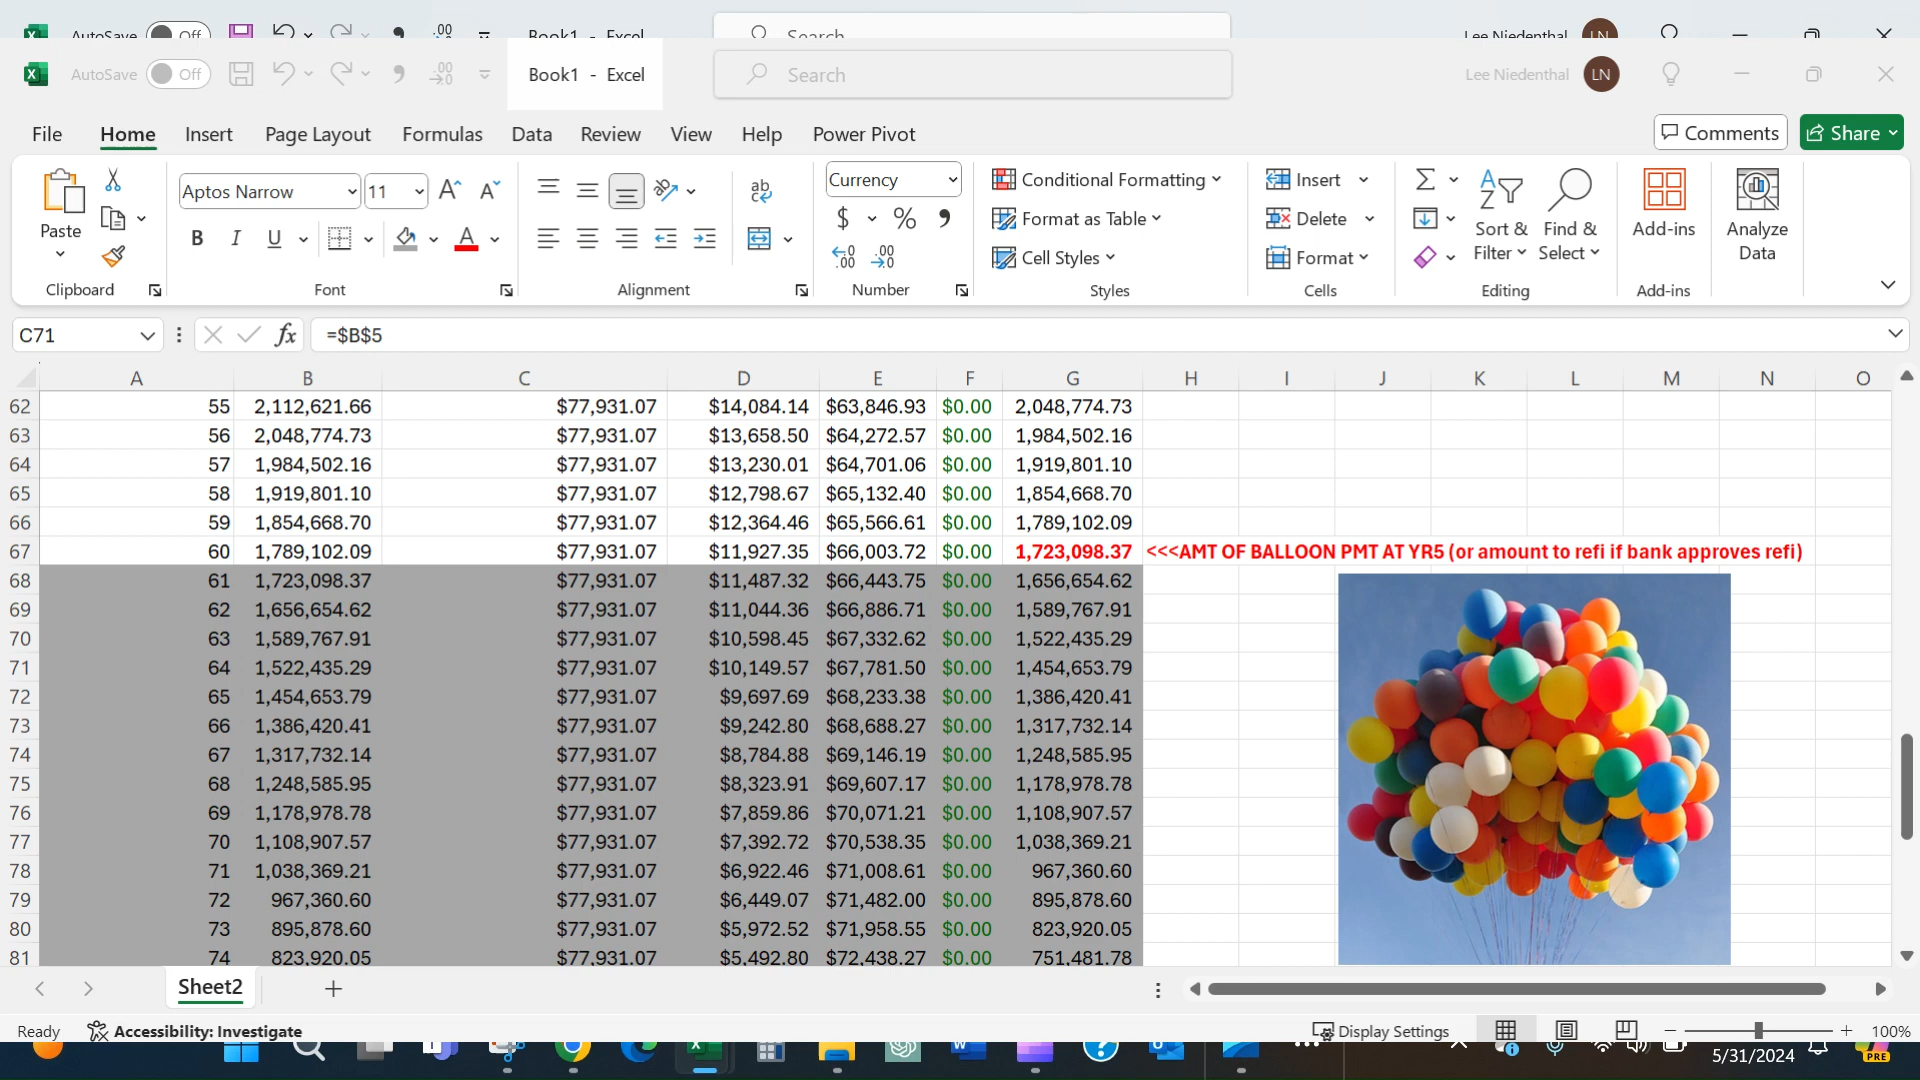 AutoSave Off Book1 - Excel Search Lee Niedenthal LN
AutoSave Off Book1 - Excel Search Lee Niedenthal LN
File Home Insert Page Layout Formulas Data Review View Help Power Pivot Comments Share
Paste
Clipboard
Aptos Narrow 11
B I U
Font
Alignment
Currency
$ % ,
Number
Conditional Formatting
Format as Table
Cell Styles
Styles
Insert
Delete
Format
Cells
Sort & Filter
Find & Select
Editing
Add-ins
Add-ins
Analyze Data
C71 fx =$B$5
A B C D E F G H I J K L M N O
62 55 2,112,621.66 $77,931.07 $14,084.14 $63,846.93 $0.00 2,048,774.73
63 56 2,048,774.73 $77,931.07 $13,658.50 $64,272.57 $0.00 1,984,502.16
64 57 1,984,502.16 $77,931.07 $13,230.01 $64,701.06 $0.00 1,919,801.10
65 58 1,919,801.10 $77,931.07 $12,798.67 $65,132.40 $0.00 1,854,668.70
66 59 1,854,668.70 $77,931.07 $12,364.46 $65,566.61 $0.00 1,789,102.09
67 60 1,789,102.09 $77,931.07 $11,927.35 $66,003.72 $0.00 1,723,098.37 <<<AMT OF BALLOON PMT AT YR5 (or amount to refi if bank approves refi)
68 61 1,723,098.37 $77,931.07 $11,487.32 $66,443.75 $0.00 1,656,654.62
69 62 1,656,654.62 $77,931.07 $11,044.36 $66,886.71 $0.00 1,589,767.91
70 63 1,589,767.91 $77,931.07 $10,598.45 $67,332.62 $0.00 1,522,435.29
71 64 1,522,435.29 $77,931.07 $10,149.57 $67,781.50 $0.00 1,454,653.79
72 65 1,454,653.79 $77,931.07 $9,697.69 $68,233.38 $0.00 1,386,420.41
73 66 1,386,420.41 $77,931.07 $9,242.80 $68,688.27 $0.00 1,317,732.14
74 67 1,317,732.14 $77,931.07 $8,784.88 $69,146.19 $0.00 1,248,585.95
75 68 1,248,585.95 $77,931.07 $8,323.91 $69,607.17 $0.00 1,178,978.78
76 69 1,178,978.78 $77,931.07 $7,859.86 $70,071.21 $0.00 1,108,907.57
77 70 1,108,907.57 $77,931.07 $7,392.72 $70,538.35 $0.00 1,038,369.21
78 71 1,038,369.21 $77,931.07 $6,922.46 $71,008.61 $0.00 967,360.60
79 72 967,360.60 $77,931.07 $6,449.07 $71,482.00 $0.00 895,878.60
80 73 895,878.60 $77,931.07 $5,972.52 $71,958.55 $0.00 823,920.05
81 74 823,920.05 $77,931.07 $5,492.80 $72,438.27 $0.00 751,481.78
Sheet2
Ready Accessibility: Investigate Display Settings 100%
5/31/2024 PRE